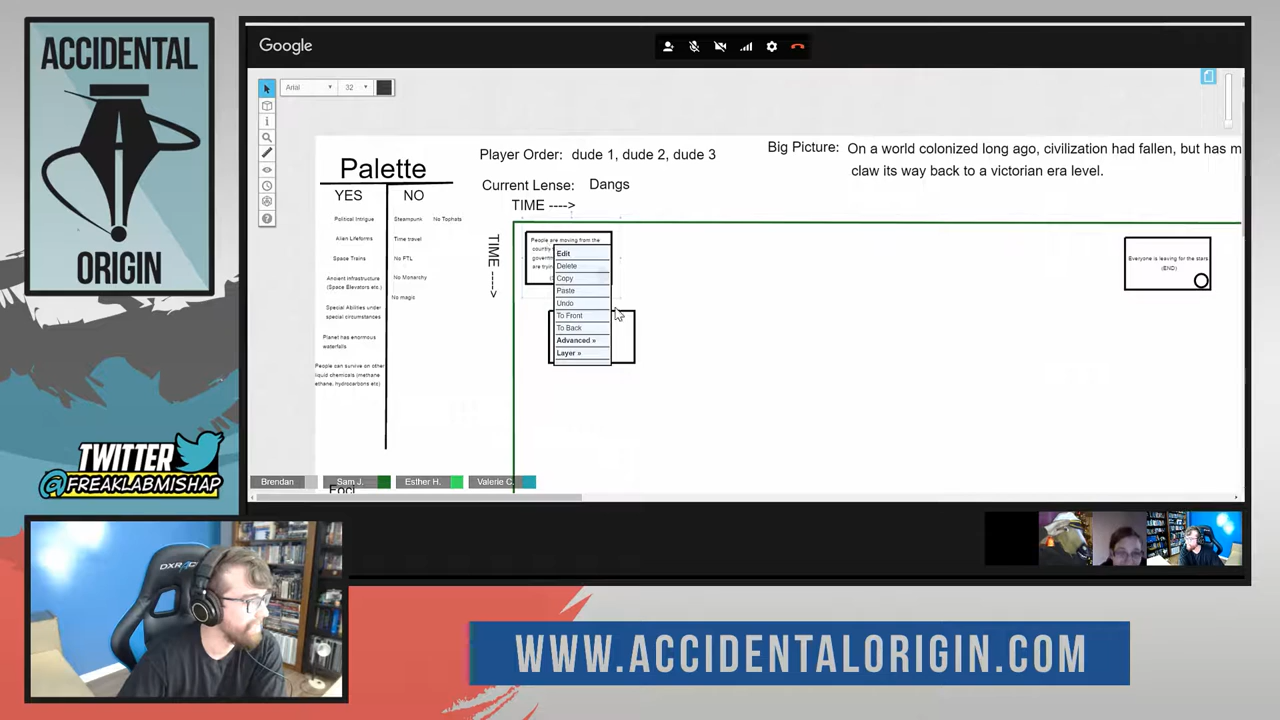 ACCIDENTAL
ORIGIN
TWITTER
@FREAKLABMISHAP
Google
Arial
32
Palette
YES
NO
Political Intrigue
Alien Lifeforms
Space Trains
Ancient Infrastructure
(Space Elevators etc)
Special Abilities under
special circumstances
Planet has enormous
waterfalls
People can survive on other
liquid chemicals (methane
ethane, hydrocarbons etc)
Steampunk
No Tophats
Time travel
No FTL
No Monarchy
No magic
Player Order: dude 1, dude 2, dude 3
Current Lense: Dangs
TIME ---->
TIME ---->
Big Picture: On a world colonized long ago, civilization had fallen, but has m
claw its way back to a victorian era level.
People are moving from the
Edit
Delete
Copy
Paste
Undo
To Front
To Back
Advanced »
Layer »
Everyone is leaving for the stars
(END)
Foci
Brendan
Sam J.
Esther H.
Valerie C.
DXRACER
WWW.ACCIDENTALORIGIN.COM